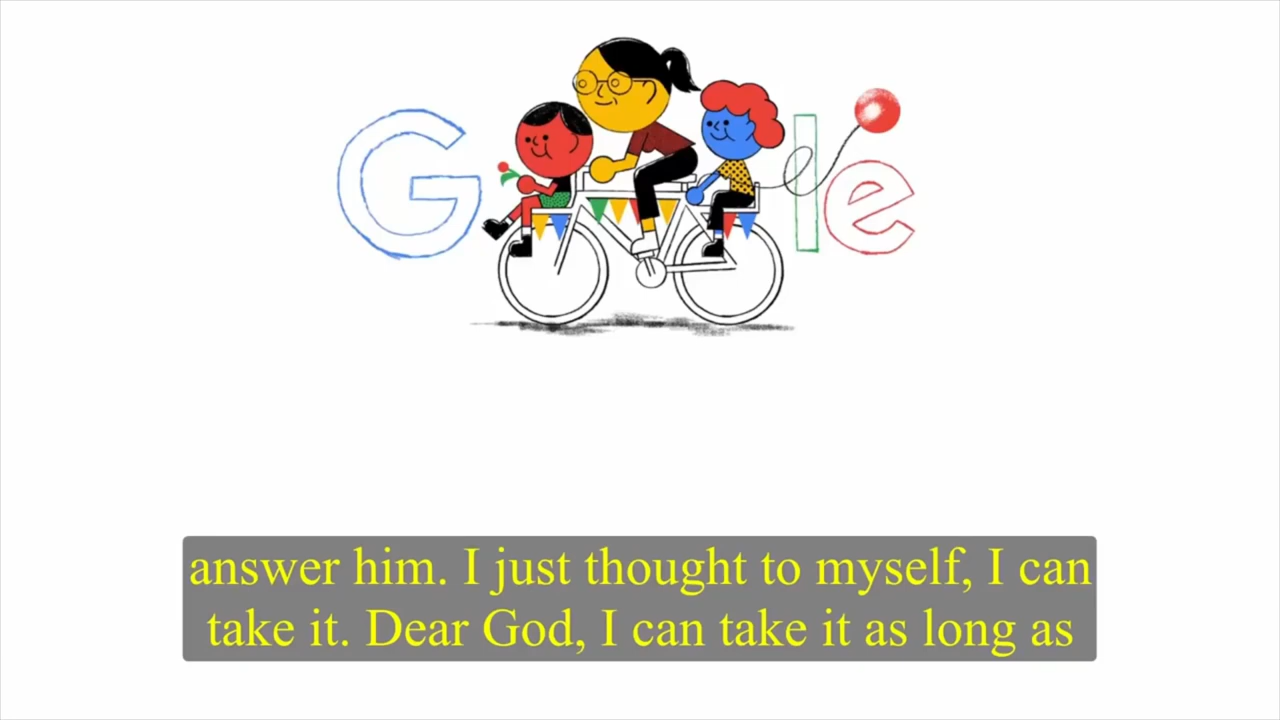 G le
answer him. I just thought to myself, I can
take it. Dear God, I can take it as long as